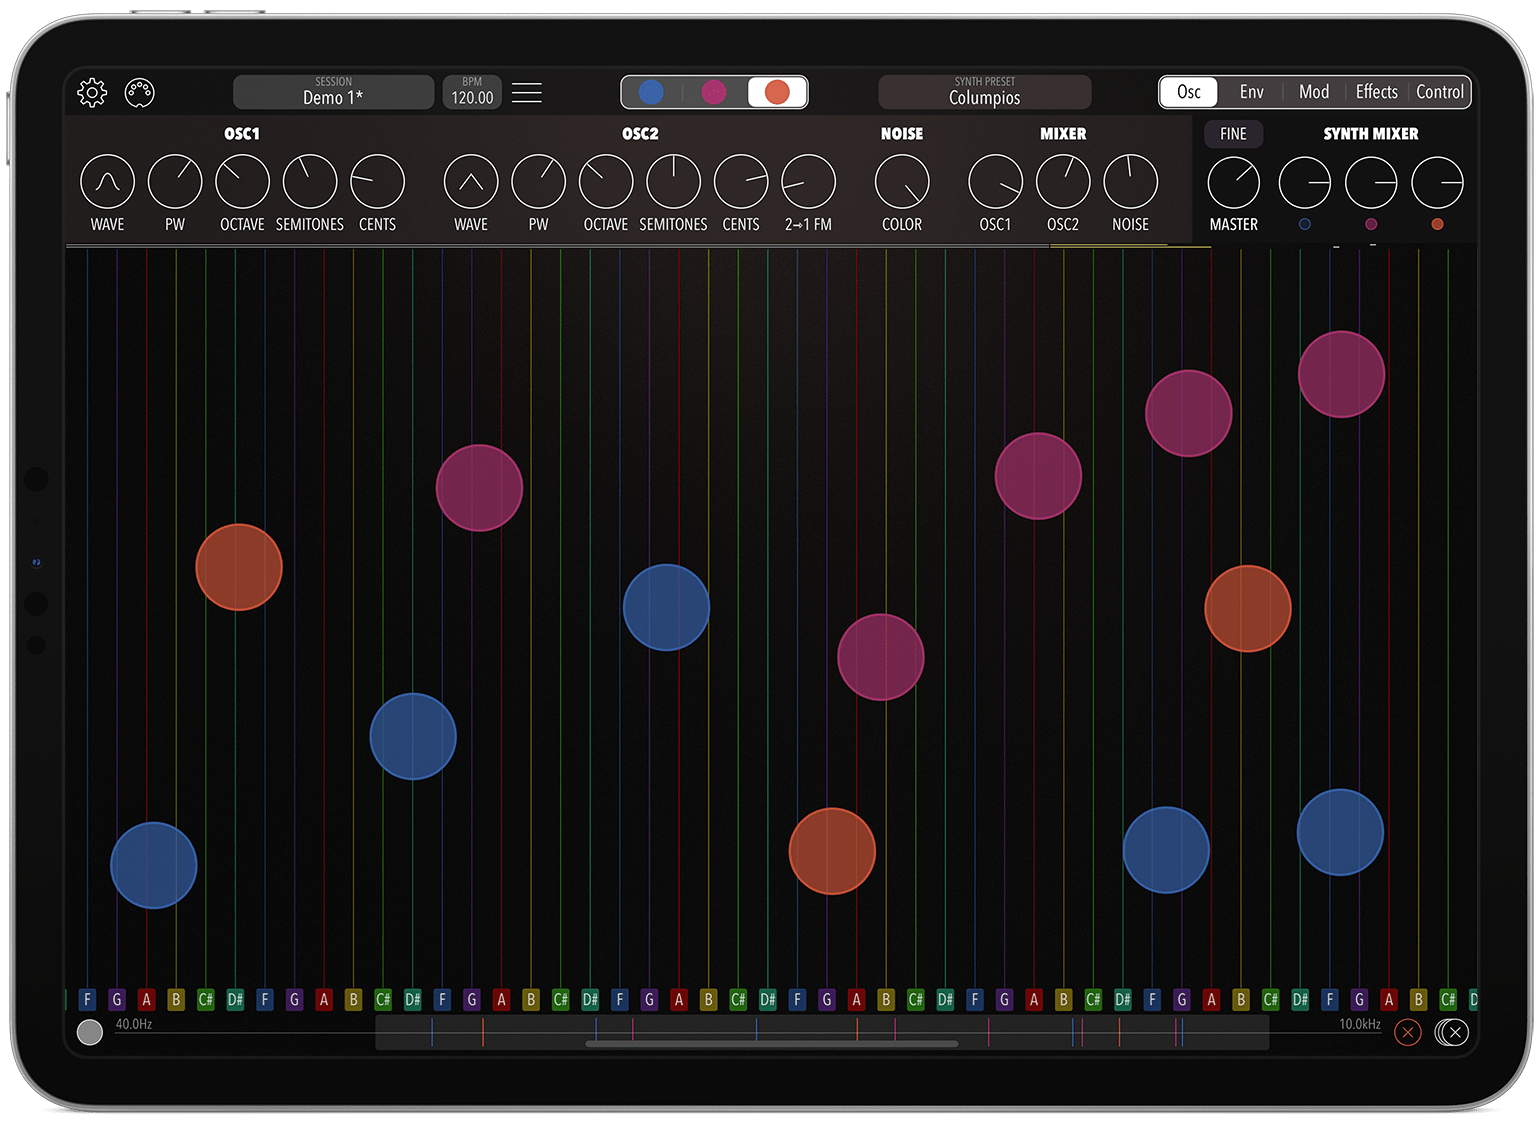 SESSION
Demo 1*
BPM
120.00
SYNTH PRESET
Columpios
Osc Env Mod Effects Control
OSC1 OSC2 NOISE MIXER FINE SYNTH MIXER
WAVE PW OCTAVE SEMITONES CENTS WAVE PW OCTAVE SEMITONES CENTS 2→1 FM COLOR OSC1 OSC2 NOISE MASTER
F G A B C# D# F G A B C# D# F G A B C# D# F G A B C# D# F G A B C# D# F G A B C# D# F G A B C# D# F G A B C# D
40.0Hz 10.0kHz